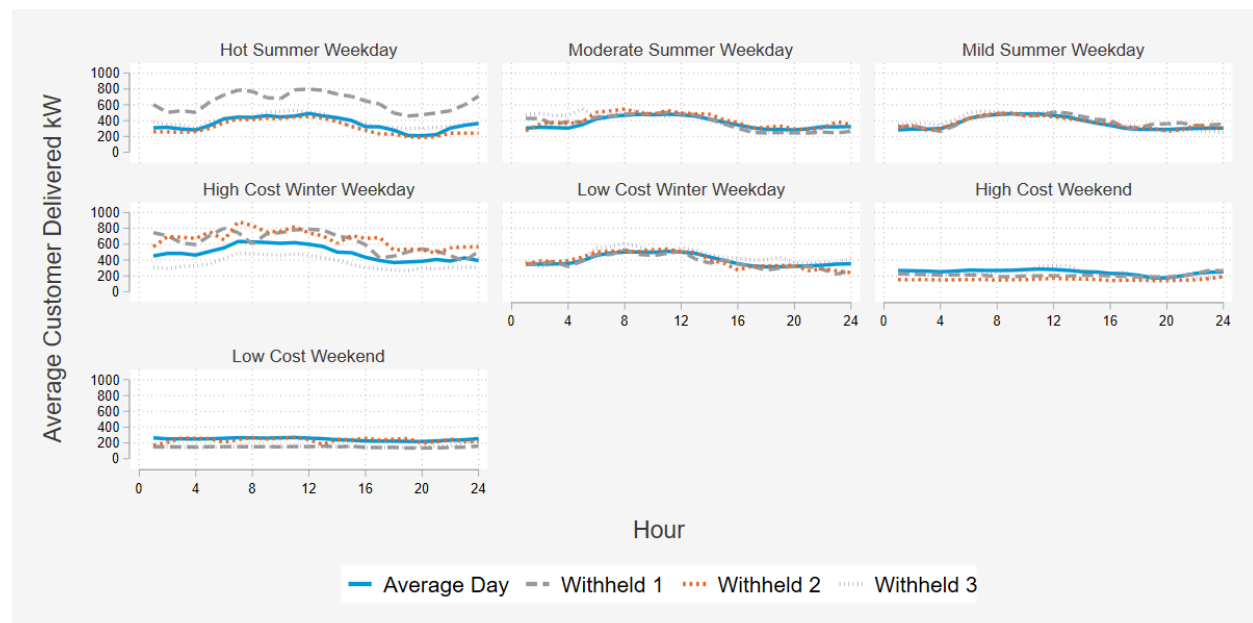 Average Customer Delivered kW
Hot Summer Weekday
Moderate Summer Weekday
Mild Summer Weekday
1000
800
600
400
200
0
High Cost Winter Weekday
Low Cost Winter Weekday
High Cost Weekend
1000
800
600
400
200
0
0 4 8 12 16 20 24
0 4 8 12 16 20 24
Low Cost Weekend
1000
800
600
400
200
0
0 4 8 12 16 20 24
Hour
Average Day Withheld 1 Withheld 2 Withheld 3